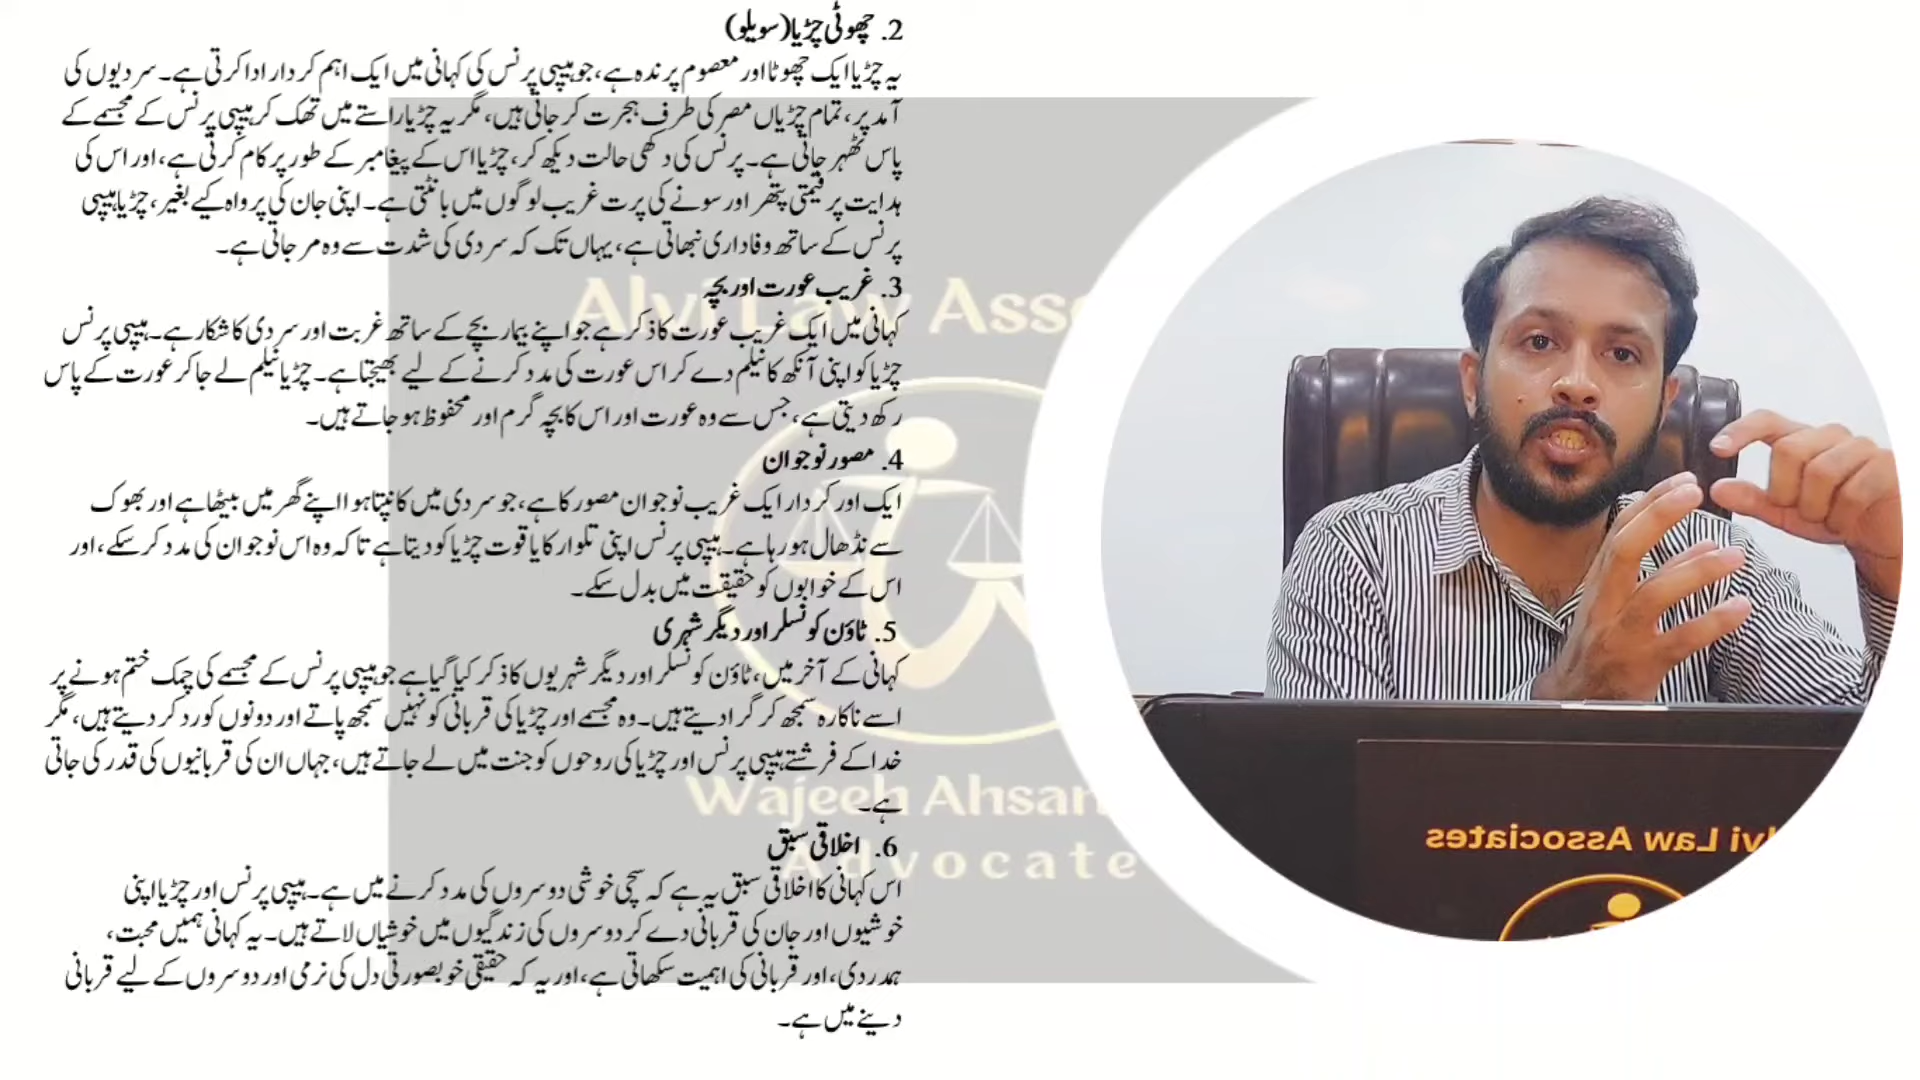 2. چھوٹی چڑیا (سویلو)
یہ چڑیا ایک چھوٹا اور معصوم پرندہ ہے، جو ہیپی پرنس کی کہانی میں ایک اہم کردار ادا کرتی ہے۔ سردیوں کی
آمد پر، تمام چڑیاں مصر کی طرف ہجرت کر جاتی ہیں، مگر یہ چڑیا راستے میں تھک کر ہیپی پرنس کے مجسمے کے
پاس ٹھہر جاتی ہے۔ پرنس کی دکھی حالت دیکھ کر، چڑیا اس کے پیغامبر کے طور پر کام کرتی ہے، اور اس کی
ہدایت پر قیمتی پتھر اور سونے کی پرت غریب لوگوں میں بانٹتی ہے۔ اپنی جان کی پرواہ کیے بغیر، چڑیا ہیپی
پرنس کے ساتھ وفاداری نبھاتی ہے، یہاں تک کہ سردی کی شدت سے وہ مر جاتی ہے۔
3. غریب عورت اور بچہ
کہانی میں ایک غریب عورت کا ذکر ہے جو اپنے بیمار بچے کے ساتھ غربت اور سردی کا شکار ہے۔ ہیپی پرنس
چڑیا کو اپنی آنکھ کا نیلم دے کر اس عورت کی مدد کرنے کے لیے بھیجتا ہے۔ چڑیا نیلم لے جا کر عورت کے پاس
رکھ دیتی ہے، جس سے وہ عورت اور اس کا بچہ گرم اور محفوظ ہو جاتے ہیں۔
4. مصور نوجوان
ایک اور کردار ایک غریب نوجوان مصور کا ہے، جو سردی میں کانپتا ہوا اپنے گھر میں بیٹھا ہے اور بھوک
سے نڈھال ہو رہا ہے۔ ہیپی پرنس اپنی تلوار کا یاقوت چڑیا کو دیتا ہے تاکہ وہ اس نوجوان کی مدد کر سکے، اور
اس کے خوابوں کو حقیقت میں بدل سکے۔
5. ٹاؤن کونسلر اور دیگر شہری
کہانی کے آخر میں، ٹاؤن کونسلر اور دیگر شہریوں کا ذکر کیا گیا ہے جو ہیپی پرنس کے مجسمے کی چمک ختم ہونے پر
اسے ناکارہ سمجھ کر گرا دیتے ہیں۔ وہ مجسمے اور چڑیا کی قربانی کو نہیں سمجھ پاتے اور دونوں کو رد کر دیتے ہیں، مگر
خدا کے فرشتے ہیپی پرنس اور چڑیا کی روحوں کو جنت میں لے جاتے ہیں، جہاں ان کی قربانیوں کی قدر کی جاتی
ہے۔
6. اخلاقی سبق
اس کہانی کا اخلاقی سبق یہ ہے کہ سچی خوشی دوسروں کی مدد کرنے میں ہے۔ ہیپی پرنس اور چڑیا اپنی
خوشیوں اور جان کی قربانی دے کر دوسروں کی زندگیوں میں خوشیاں لاتے ہیں۔ یہ کہانی ہمیں محبت،
ہمدردی، اور قربانی کی اہمیت سکھاتی ہے، اور یہ کہ حقیقی خوبصورتی دل کی نرمی اور دوسروں کے لیے قربانی
دینے میں ہے۔
Alvi Law Asso
Wajeeh Ahsan
Advocate
lvi Law Associates